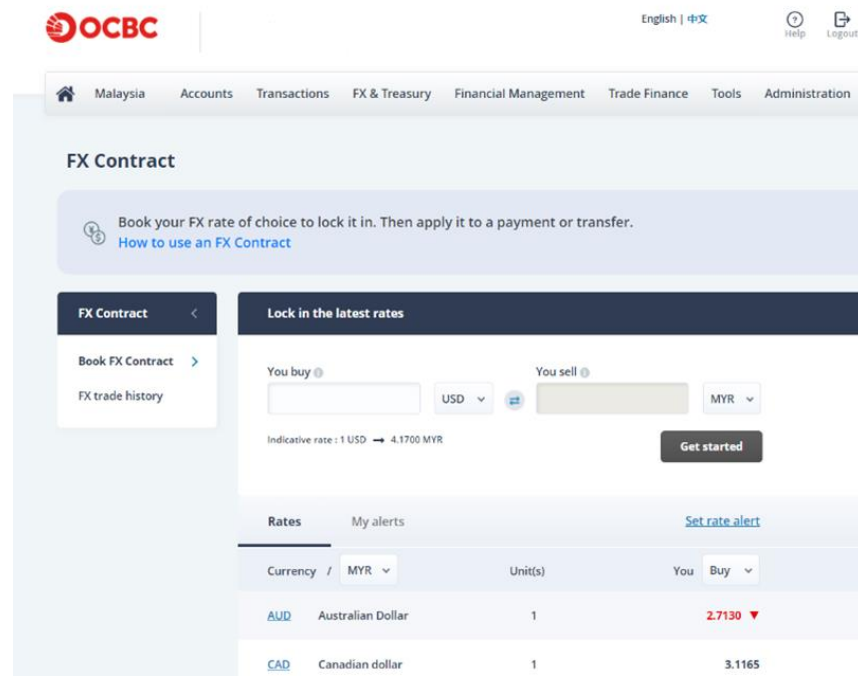 OCBC
English | 中文
Help
Logout
Malaysia Accounts Transactions FX & Treasury Financial Management Trade Finance Tools Administration
FX Contract
Book your FX rate of choice to lock it in. Then apply it to a payment or transfer.
How to use an FX Contract
FX Contract
Book FX Contract
FX trade history
Lock in the latest rates
You buy You sell
USD MYR
Indicative rate : 1 USD → 4.1700 MYR
Get started
Rates My alerts Set rate alert
Currency / MYR Unit(s) You Buy
AUD Australian Dollar 1 2.7130 ▼
CAD Canadian dollar 1 3.1165